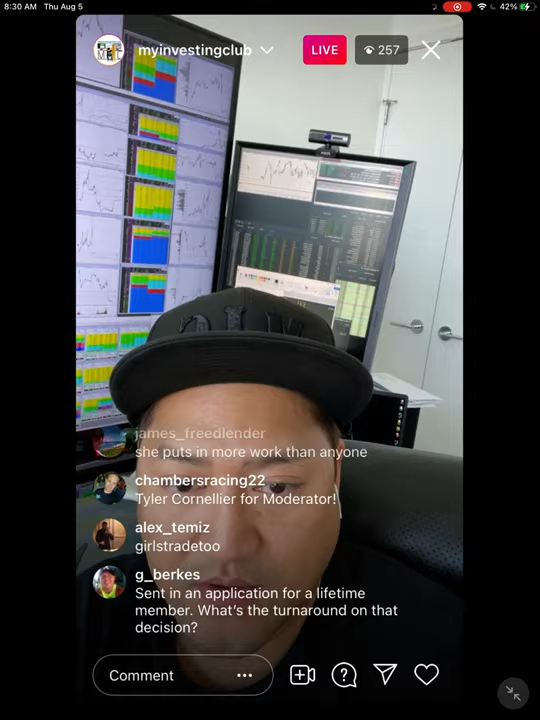 8:30 AM Thu Aug 5
42%
myinvestingclub
LIVE
257
james_freedlender
she puts in more work than anyone
chambersracing22
Tyler Cornellier for Moderator!
alex_temiz
girlstradetoo
g_berkes
Sent in an application for a lifetime
member. What's the turnaround on that
decision?
Comment